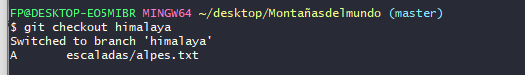 FP@DESKTOP-EO5MIBR MINGW64 ~/desktop/Montañasdelmundo (master)
$ git checkout himalaya
Switched to branch 'himalaya'
A       escaladas/alpes.txt